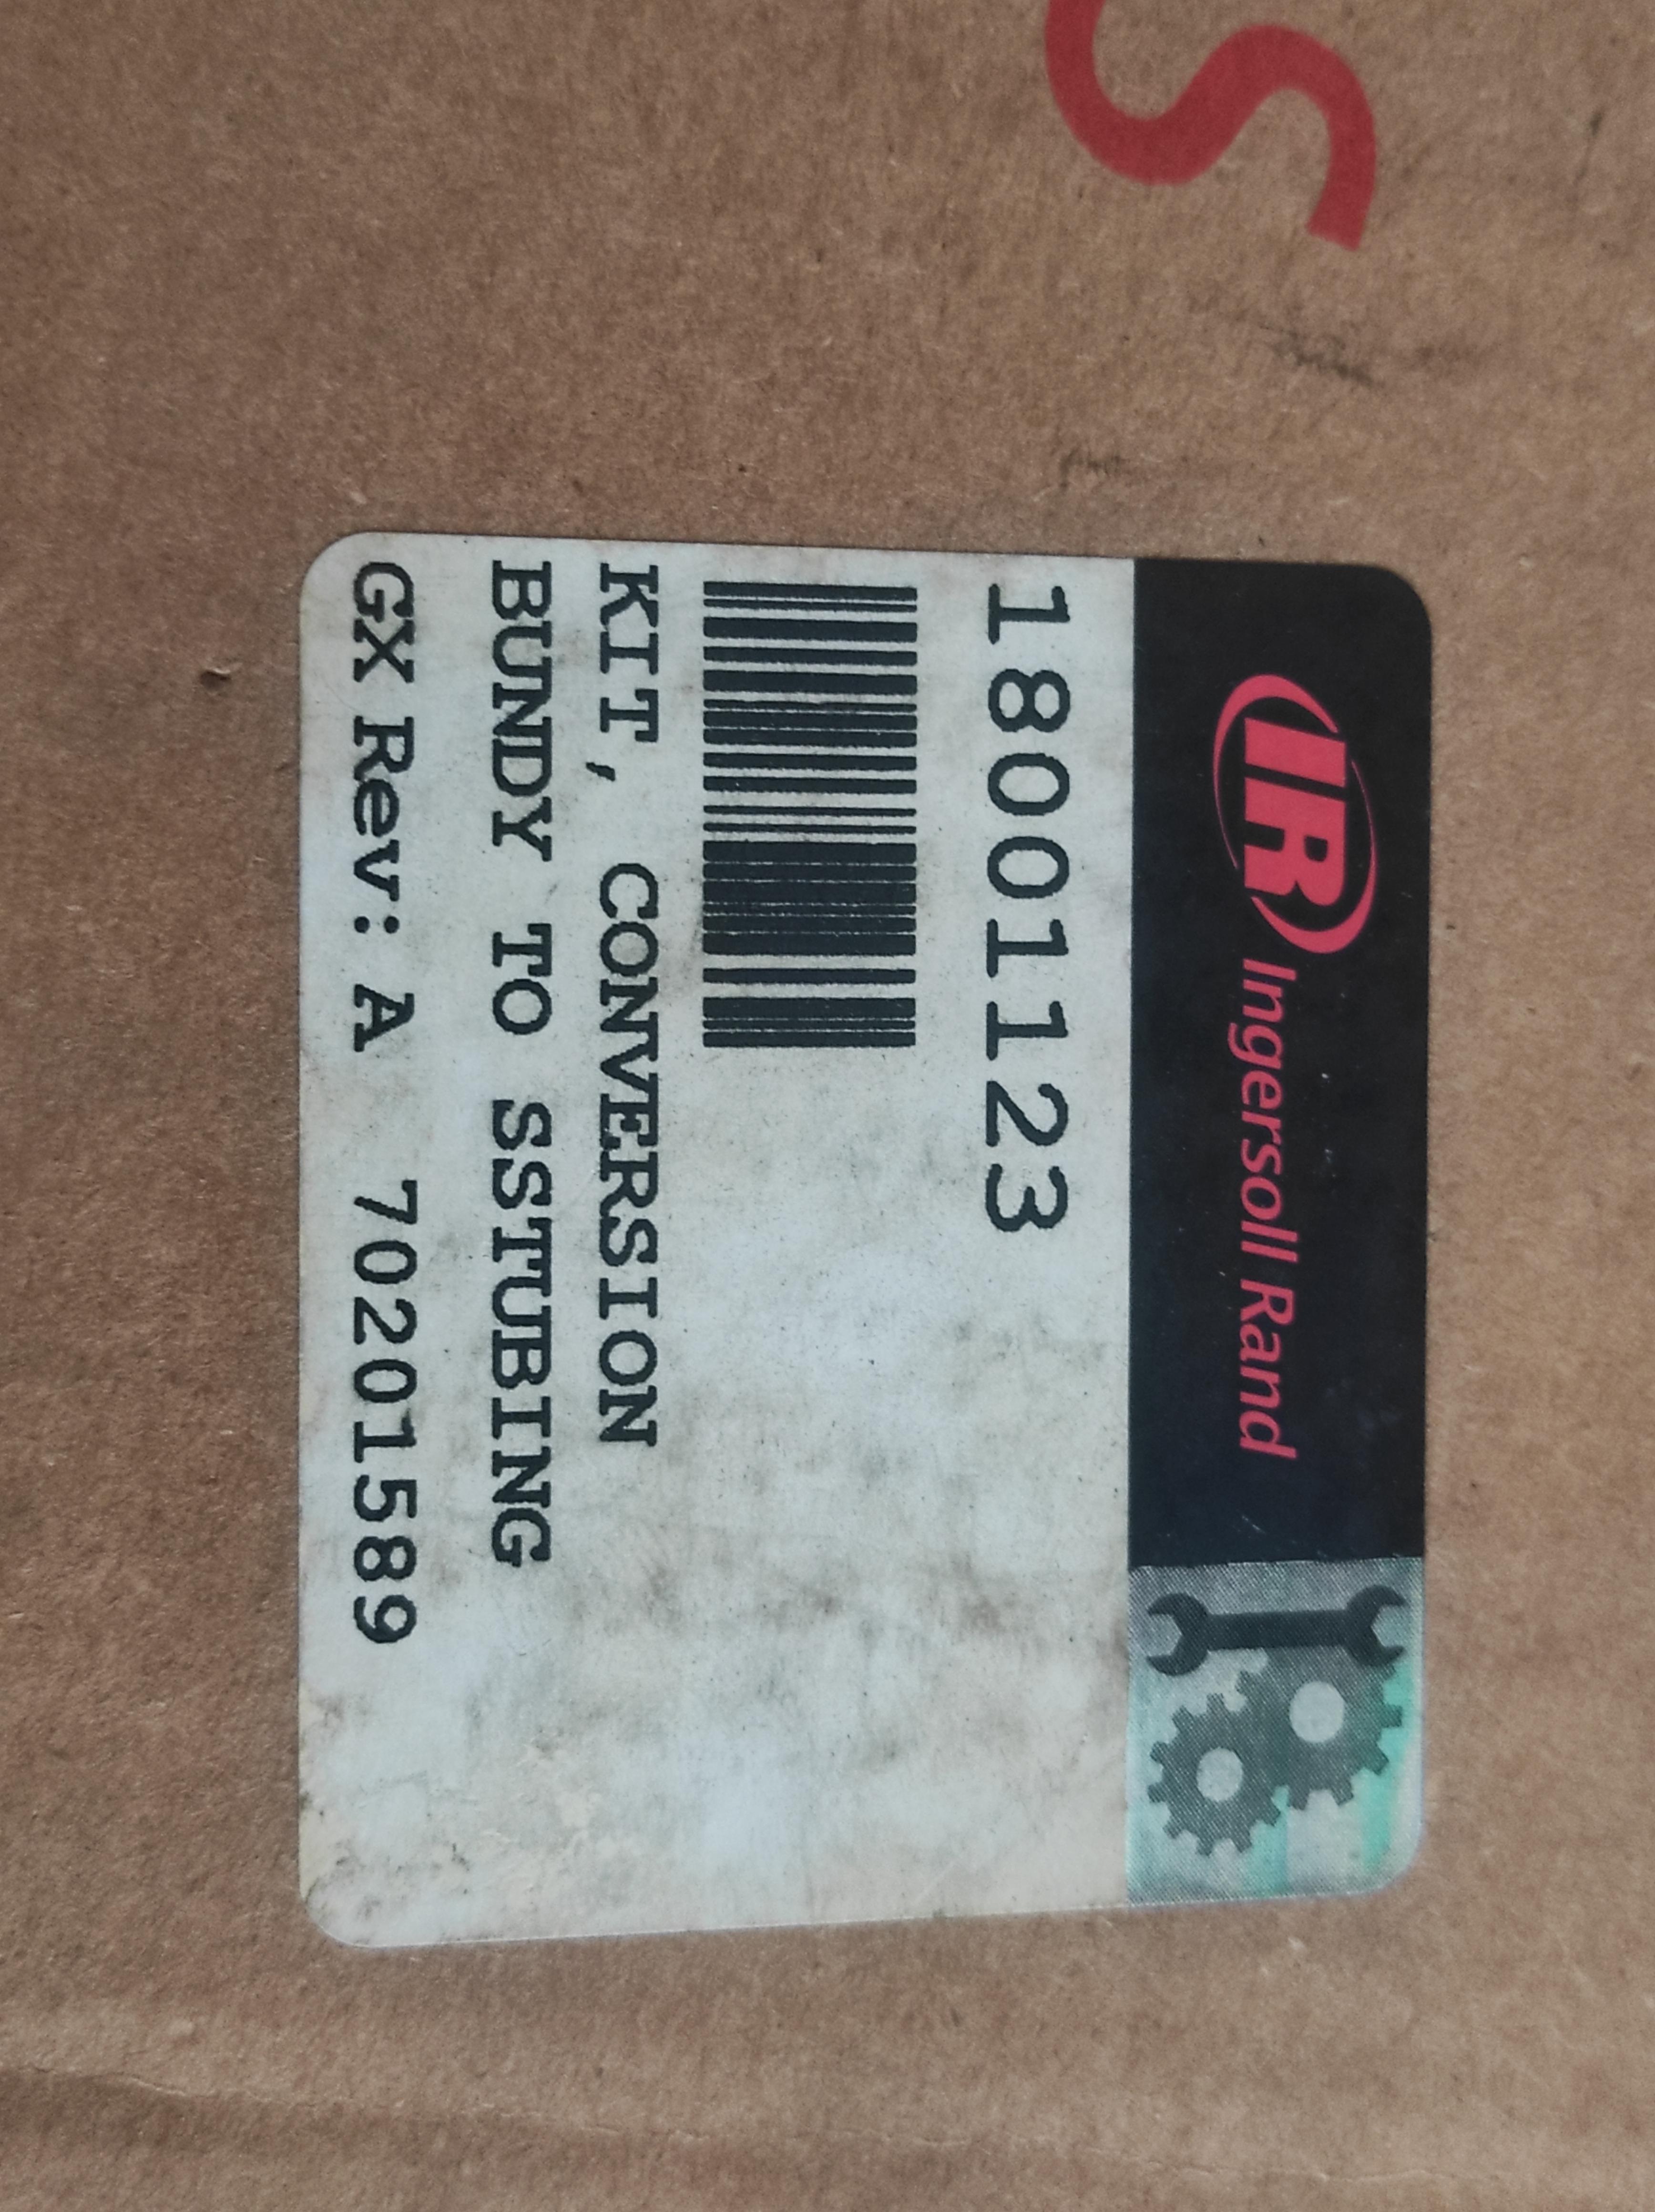 S
IR Ingersoll Rand
18001123
KIT, CONVERSION
BUNDY TO SSTUBING
GX Rev: A 70201589